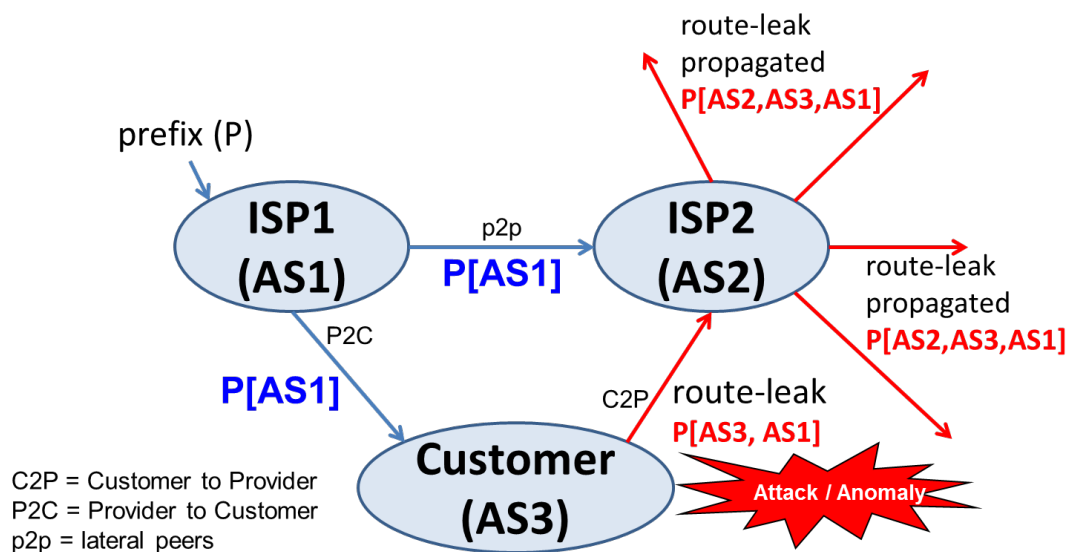 route-leak
propagated
P[AS2,AS3,AS1]
prefix (P)
ISP1
(AS1)
p2p
P[AS1]
ISP2
(AS2)
route-leak
propagated
P[AS2,AS3,AS1]
P2C
P[AS1]
C2P
route-leak
P[AS3, AS1]
Customer
(AS3)
Attack / Anomaly
C2P = Customer to Provider
P2C = Provider to Customer
p2p = lateral peers